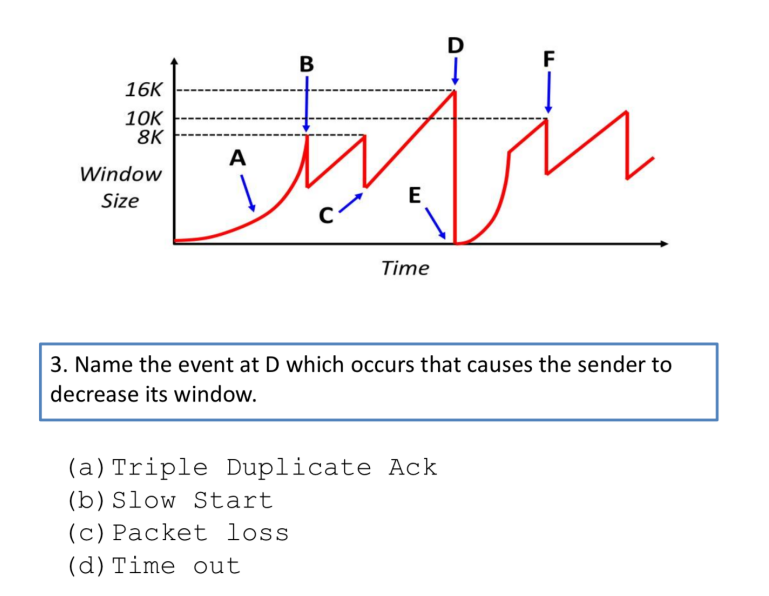 B
D
F
16K
10K
8K
A
Window
Size
C
E
Time
3. Name the event at D which occurs that causes the sender to
decrease its window.
(a) Triple Duplicate Ack
(b) Slow Start
(c) Packet loss
(d) Time out